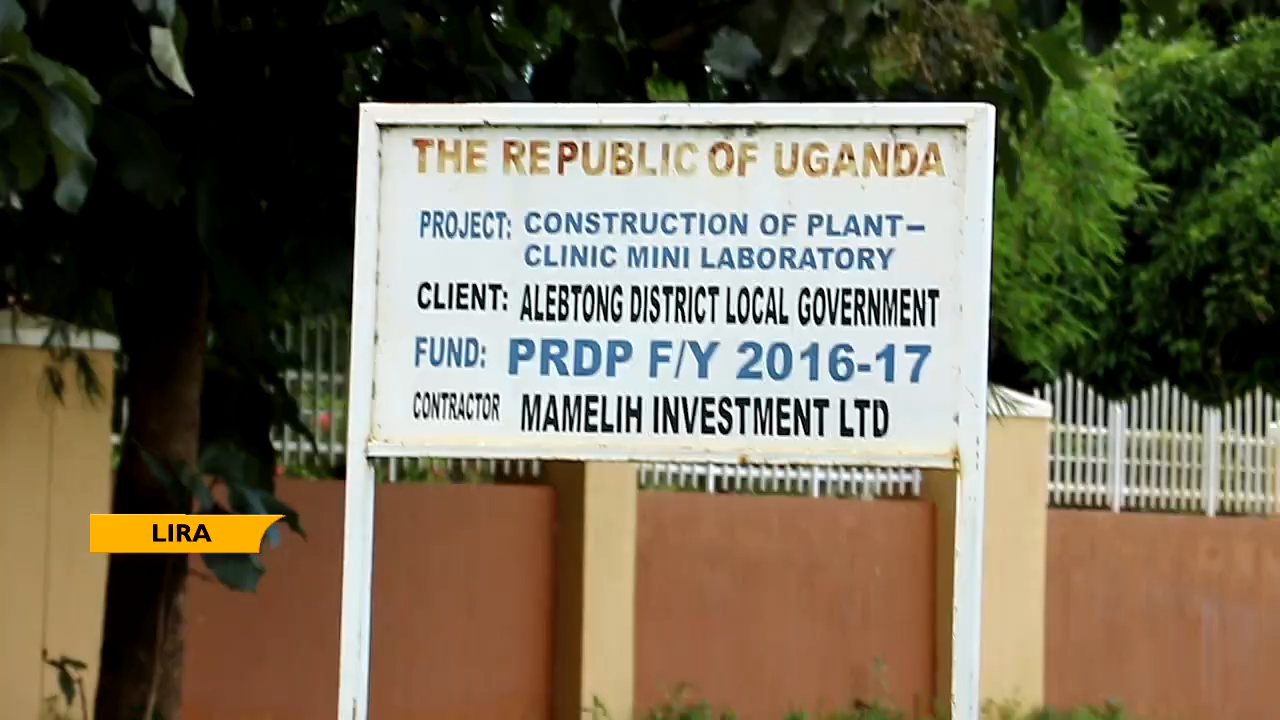 THE REPUBLIC OF UGANDA
PROJECT: CONSTRUCTION OF PLANT-
CLINIC MINI LABORATORY
CLIENT: ALEBTONG DISTRICT LOCAL GOVERNMENT
FUND: PRDP F/Y 2016-17
CONTRACTOR MAMELIH INVESTMENT LTD
LIRA